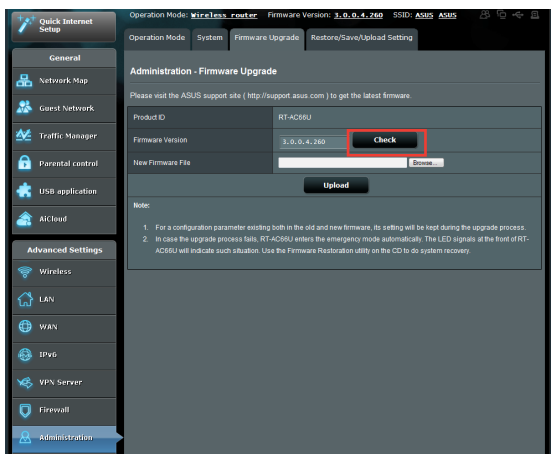 Quick Internet
Setup
Operation Mode: Wireless router Firmware Version: 3.0.0.4.260 SSID: ASUS ASUS
Operation Mode System Firmware Upgrade Restore/Save/Upload Setting
General
Network Map
Guest Network
Traffic Manager
Parental control
USB application
AiCloud
Advanced Settings
Wireless
LAN
WAN
IPv6
VPN Server
Firewall
Administration
Administration - Firmware Upgrade
Please visit the ASUS support site ( http://support.asus.com ) to get the latest firmware.
Product ID RT-AC66U
Firmware Version 3.0.0.4.260 Check
New Firmware File Browse...
Upload
Note:
1. For a configuration parameter existing both in the old and new firmware, its setting will be kept during the upgrade process.
2. In case the upgrade process fails, RT-AC66U enters the emergency mode automatically. The LED signals at the front of RT-
AC66U will indicate such situation. Use the Firmware Restoration utility on the CD to do system recovery.